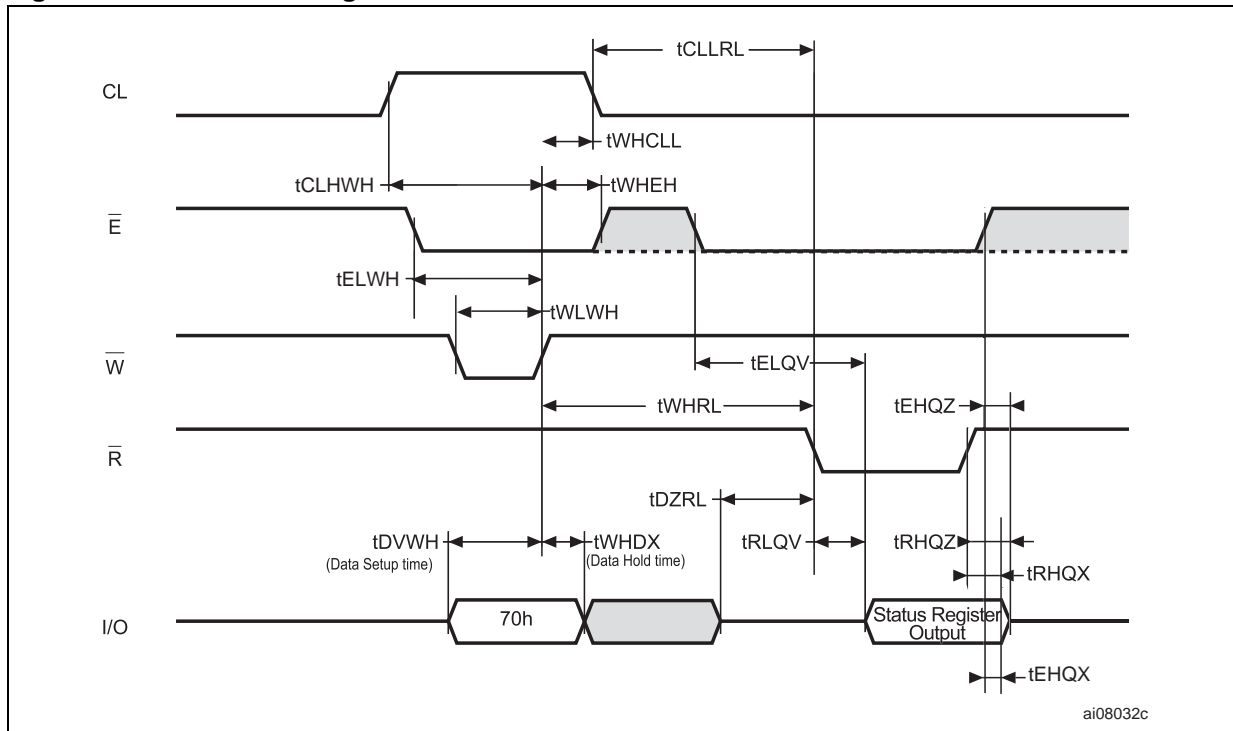 tCLLRL
CL
tWHCLL
tCLHWH
tWHEH
E
tELWH
tWLWH
W
tELQV
tWHRL
tEHQZ
R
tDZRL
tDVWH
(Data Setup time)
tWHDX
(Data Hold time)
tRLQV
tRHQZ
tRHQX
I/O
70h
Status Register
Output
tEHQX
ai08032c